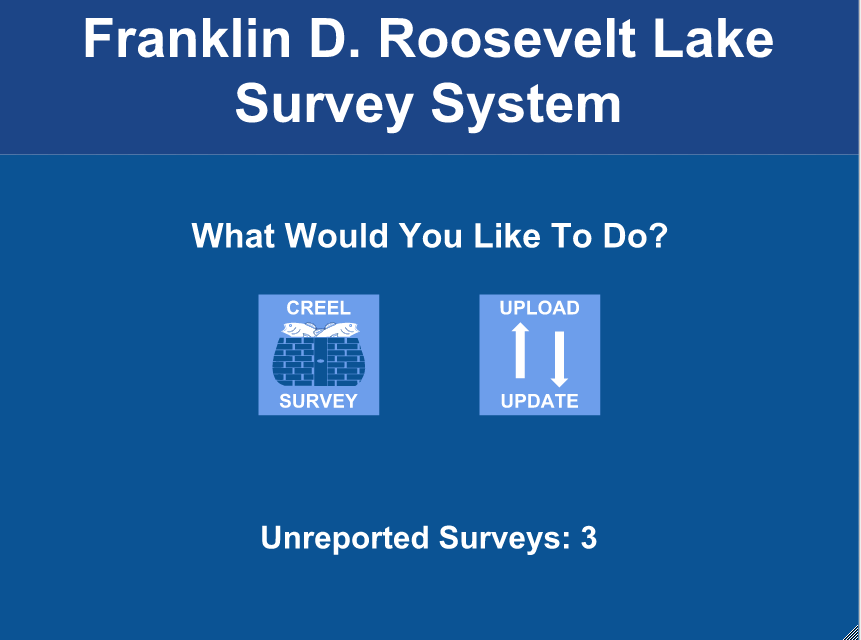 Franklin D. Roosevelt Lake
Survey System
What Would You Like To Do?
CREEL
SURVEY
UPLOAD
UPDATE
Unreported Surveys: 3